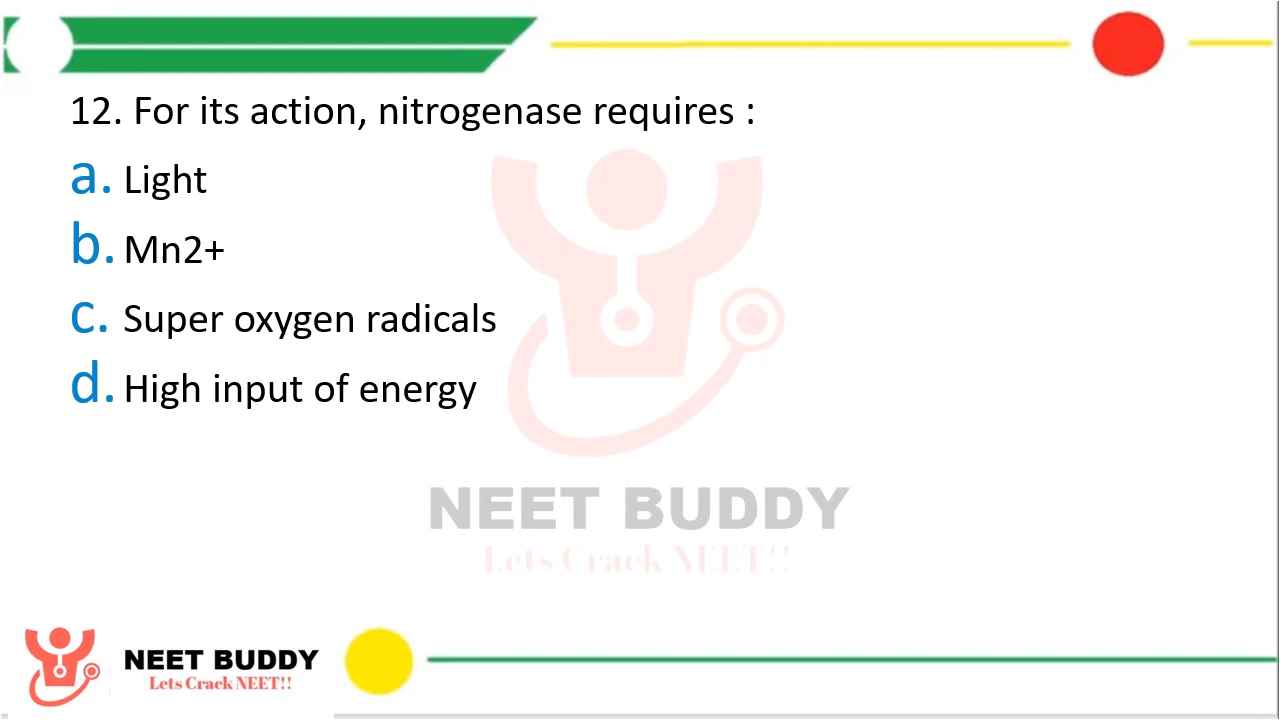 12. For its action, nitrogenase requires :
a. Light
b. Mn2+
c. Super oxygen radicals
d. High input of energy
NEET BUDDY
Lets Crack NEET!!
NEET BUDDY
Lets Crack NEET!!